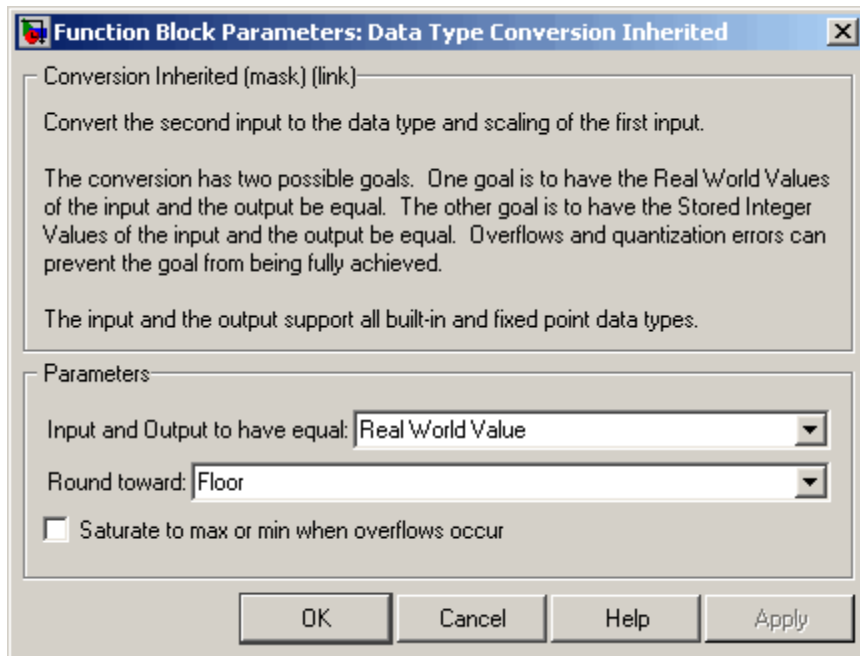 Function Block Parameters: Data Type Conversion Inherited
Conversion Inherited (mask) (link)
Convert the second input to the data type and scaling of the first input.
The conversion has two possible goals. One goal is to have the Real World Values
of the input and the output be equal. The other goal is to have the Stored Integer
Values of the input and the output be equal. Overflows and quantization errors can
prevent the goal from being fully achieved.
The input and the output support all built-in and fixed point data types.
Parameters
Input and Output to have equal: Real World Value
Round toward: Floor
Saturate to max or min when overflows occur
OK Cancel Help Apply